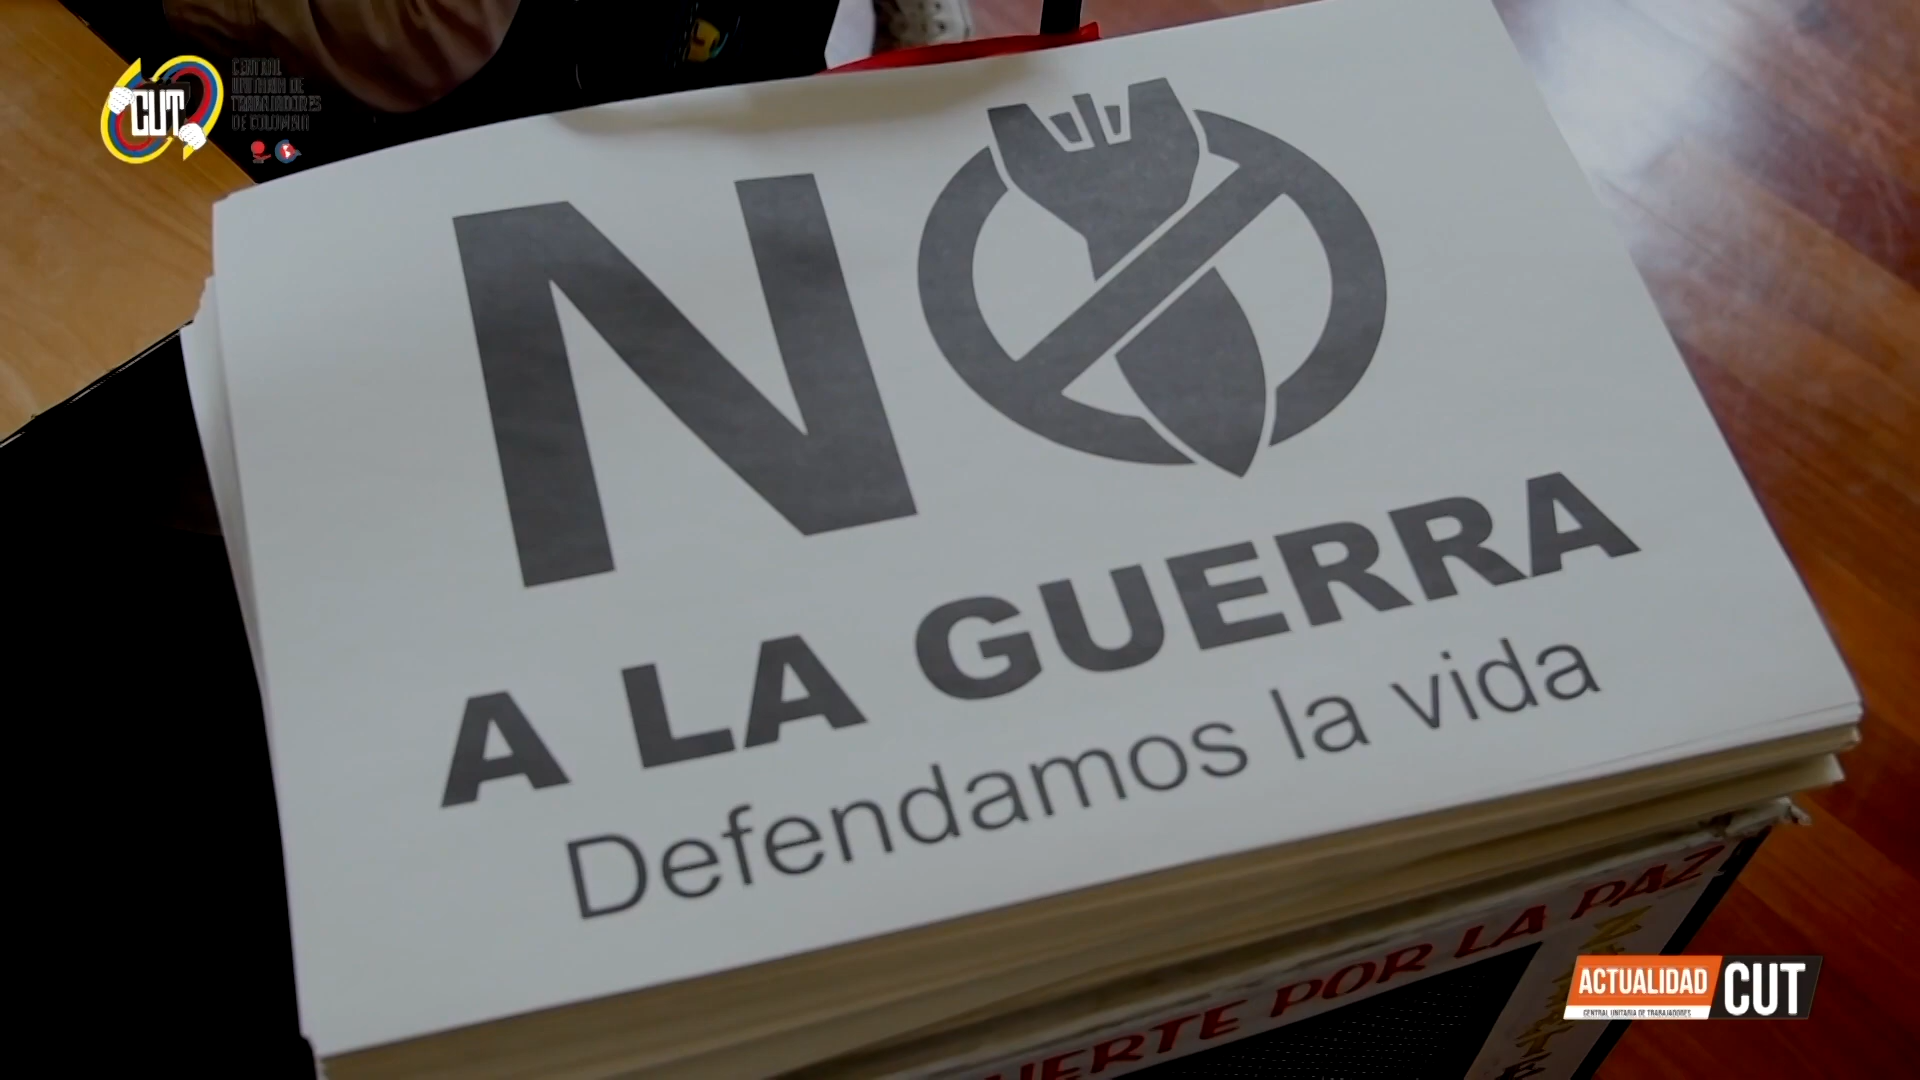 CUT
CENTRAL
UNITARIA DE
TRABAJADORES
DE COLOMBIA
NO
A LA GUERRA
Defendamos la vida
POR LA PAZ
ACTUALIDAD CUT
CENTRAL UNITARIA DE TRABAJADORES